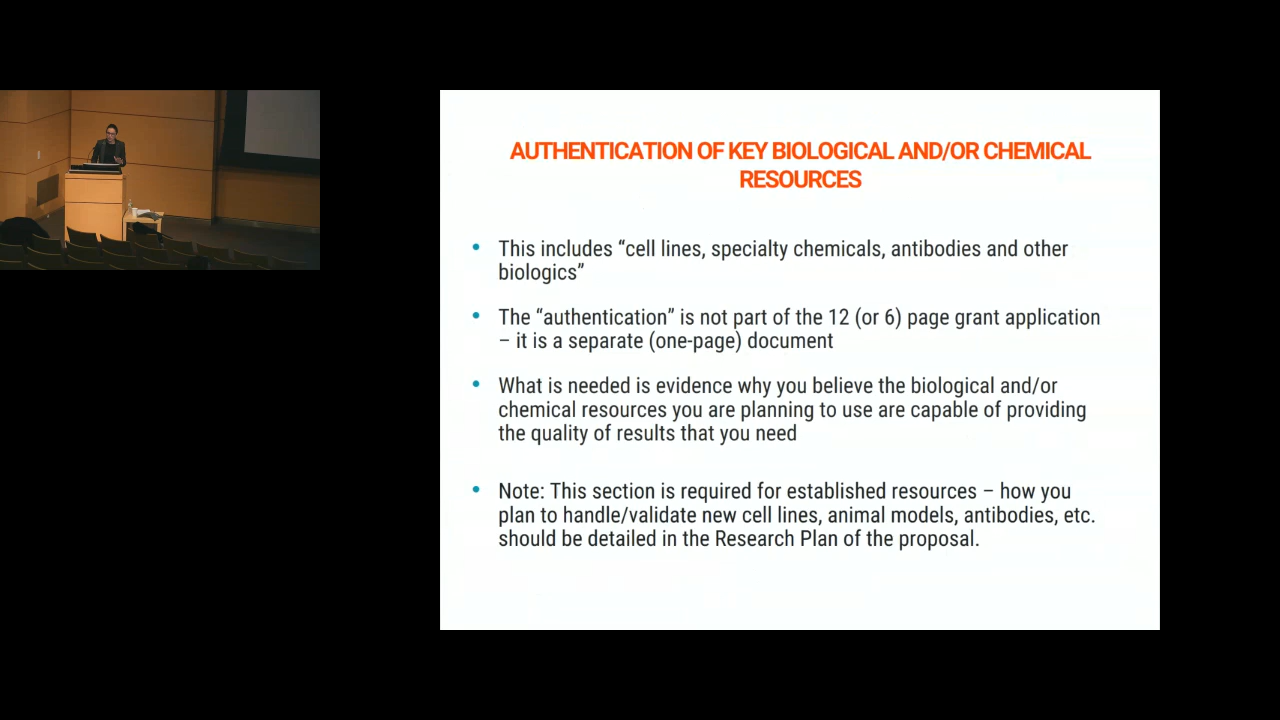 AUTHENTICATION OF KEY BIOLOGICAL AND/OR CHEMICAL
RESOURCES
• This includes “cell lines, specialty chemicals, antibodies and other
biologics”
• The “authentication” is not part of the 12 (or 6) page grant application
– it is a separate (one-page) document
• What is needed is evidence why you believe the biological and/or
chemical resources you are planning to use are capable of providing
the quality of results that you need
• Note: This section is required for established resources – how you
plan to handle/validate new cell lines, animal models, antibodies, etc.
should be detailed in the Research Plan of the proposal.